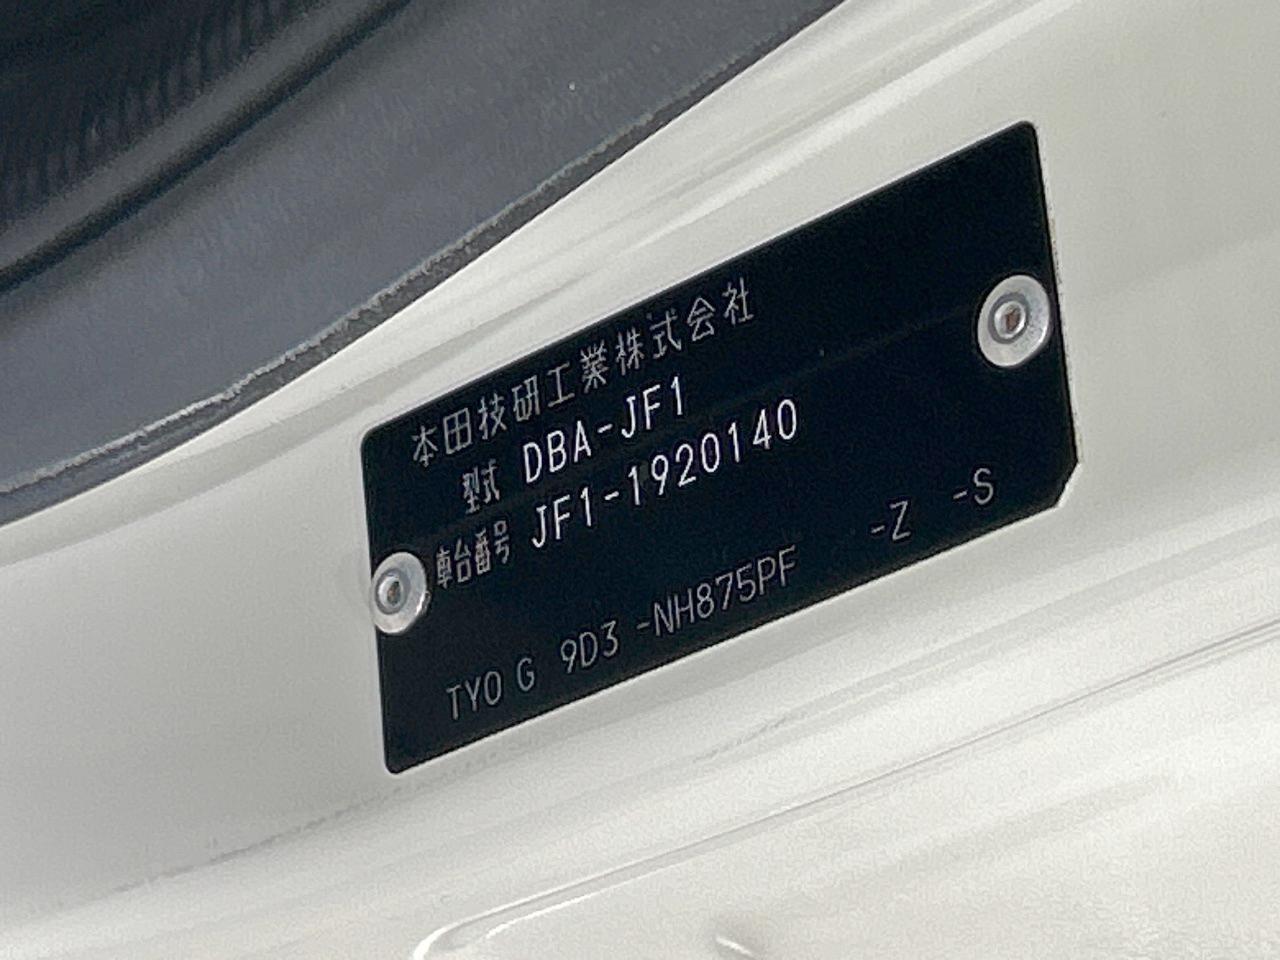 本田技研工業株式会社
型式 DBA-JF1
車台番号 JF1-1920140
TYO G 9D3 -NH875PF -Z -S